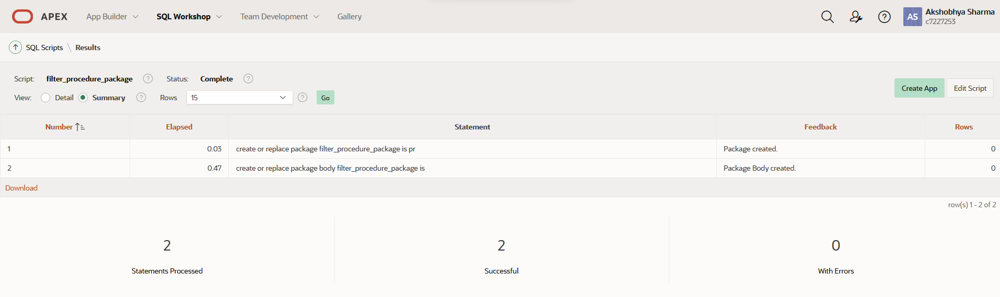 APEX App Builder SQL Workshop Team Development Gallery AS Akshobhya Sharma
c7227253
SQL Scripts \ Results
Script: filter_procedure_package ? Status: Complete ?
View: Detail Summary ? Rows 15 ? Go
Create App Edit Script
Number Elapsed Statement Feedback Rows
1 0.03 create or replace package filter_procedure_package is pr Package created. 0
2 0.47 create or replace package body filter_procedure_package is Package Body created. 0
Download
row(s) 1 - 2 of 2
2 2 0
Statements Processed Successful With Errors